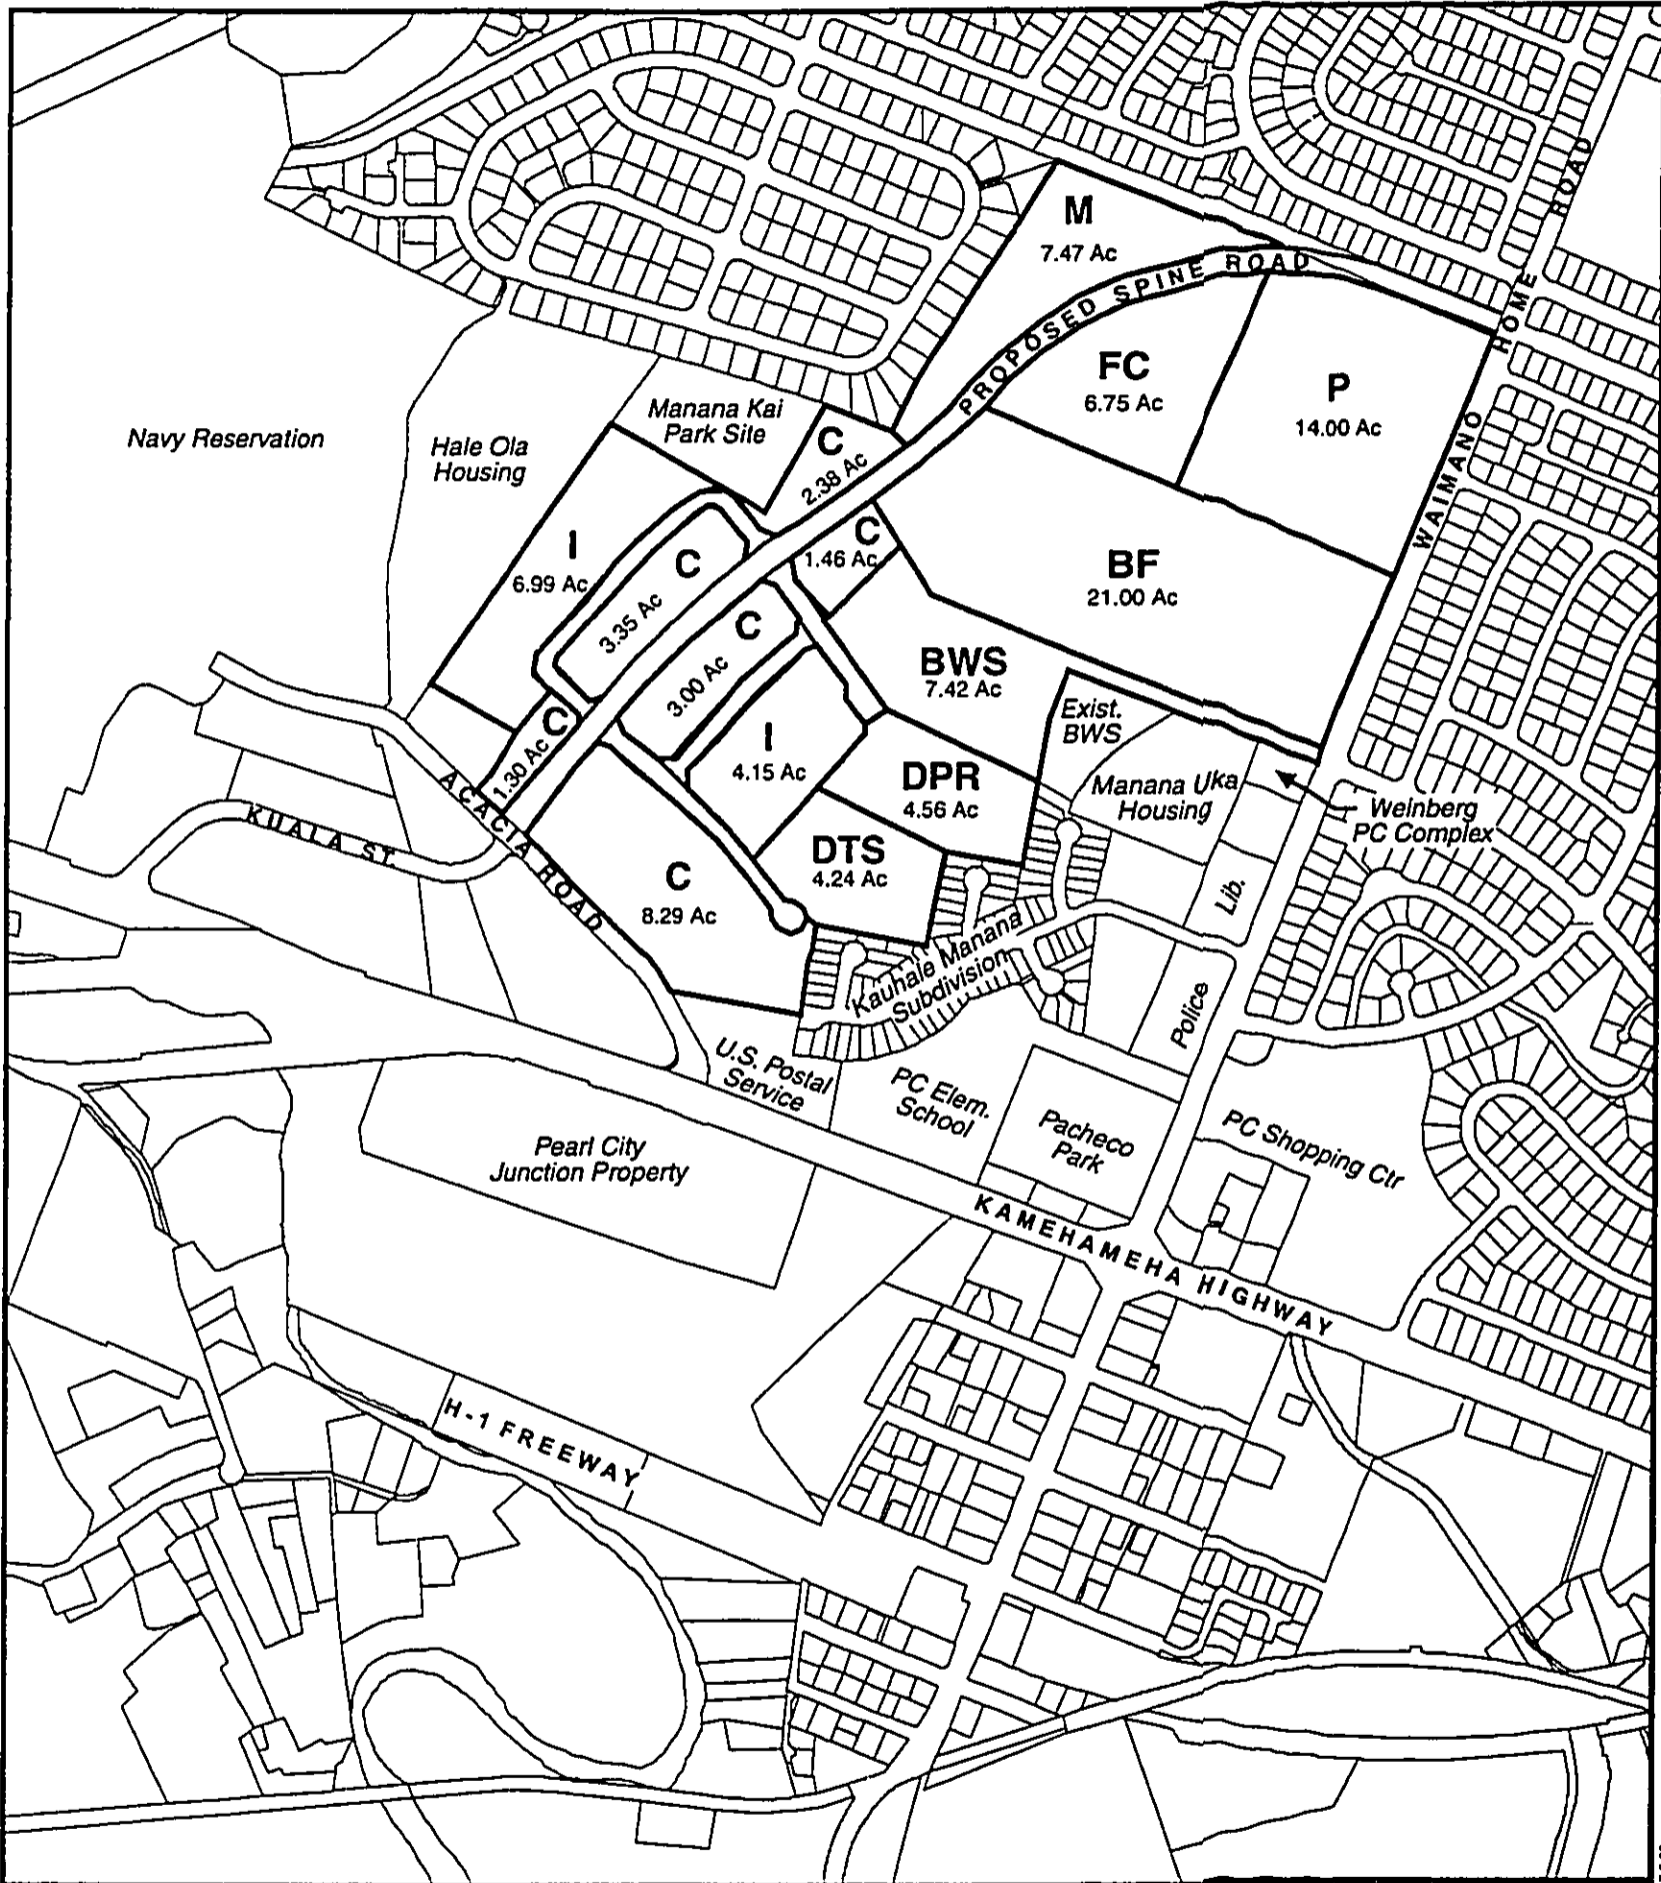 M
7.47 Ac
PROPOSED SPINE ROAD
WAIMANO HOME ROAD
FC
6.75 Ac
P
14.00 Ac
Navy Reservation
Hale Ola
Housing
Manana Kai
Park Site
C
2.38 Ac
I
6.99 Ac
C
3.35 Ac
C
1.46 Ac
BF
21.00 Ac
C
3.00 Ac
BWS
7.42 Ac
Exist.
BWS
C
1.30 Ac
I
4.15 Ac
DPR
4.56 Ac
Manana Uka
Housing
Weinberg
PC Complex
ACACIA ROAD
KUALA ST.
DTS
4.24 Ac
C
8.29 Ac
Lib.
Kauhale Manana
Subdivision
Police
U.S. Postal
Service
PC Elem.
School
Pacheco
Park
PC Shopping Ctr
Pearl City
Junction Property
KAMEHAMEHA HIGHWAY
H-1 FREEWAY